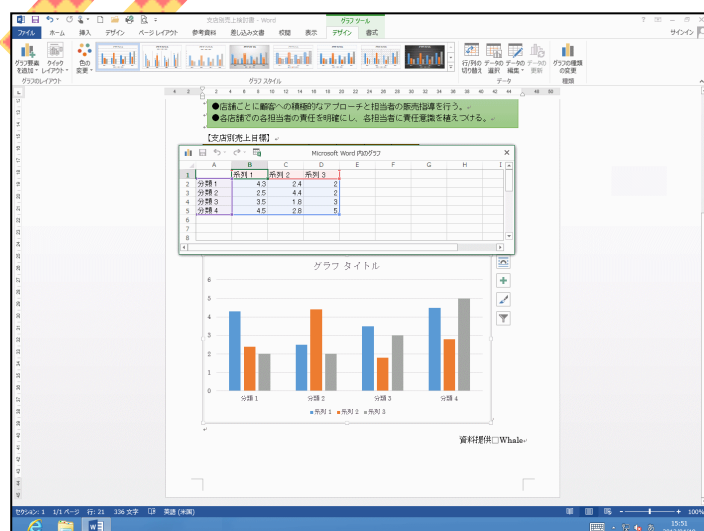 支店別売上検討書 - Word
グラフ ツール
サインイン
ファイル ホーム 挿入 デザイン ページ レイアウト 参考資料 差し込み文書 校閲 表示 デザイン 書式
グラフ要素を追加 クイックレイアウト 色の変更 行/列の切り替え データの選択 データの編集 データの更新 グラフの種類の変更
グラフのレイアウト グラフ スタイル データ 種類
●店舗ごとに顧客への積極的なアプローチと担当者の販売指導を行う。
●各店舗での各担当者の責任を明確にし、各担当者に責任意識を植えつける。
【支店別売上目標】
Microsoft Word 内のグラフ
A B C D E F G H I
1 系列 1 系列 2 系列 3
2 分類 1 4.3 2.4 2
3 分類 2 2.5 4.4 2
4 分類 3 3.5 1.8 3
5 分類 4 4.5 2.8 5
6
7
8
グラフ タイトル
6
5
4
3
2
1
0
分類 1 分類 2 分類 3 分類 4
系列 1 系列 2 系列 3
資料提供□Whale
セクション: 1 1/1 ページ 行: 21 336 文字 英語 (米国) 100%
15:51